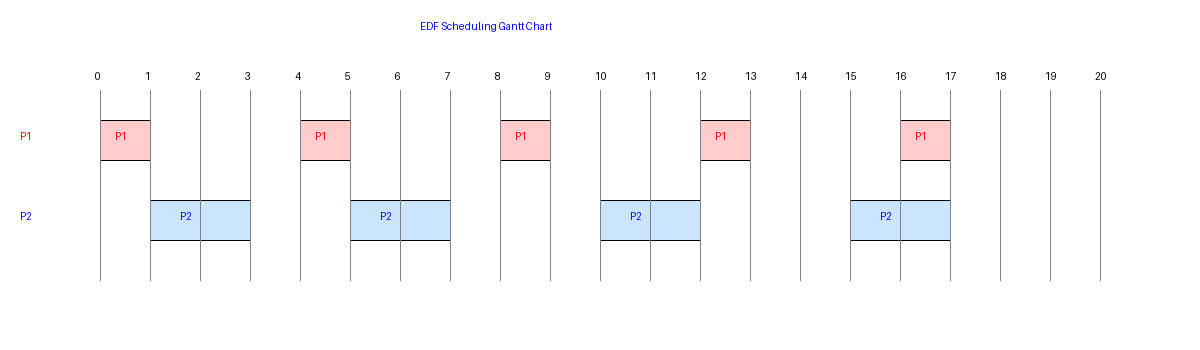 EDF Scheduling Gantt Chart
0 1 2 3 4 5 6 7 8 9 10 11 12 13 14 15 16 17 18 19 20
P1 P1 P1 P1 P1 P1
P2 P2 P2 P2 P2